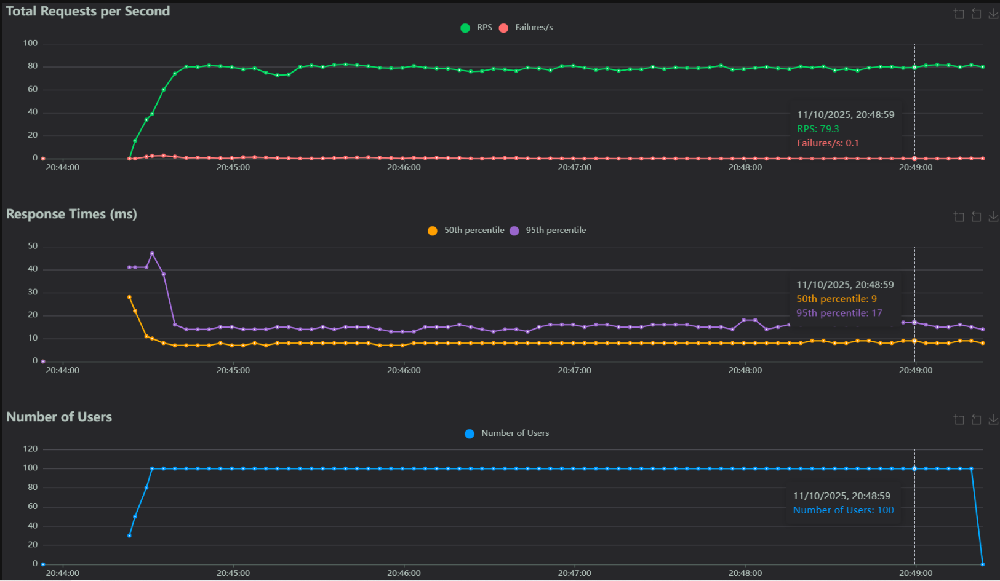 Total Requests per Second
RPS Failures/s
100
80
60
40
20
0
20:44:00 20:45:00 20:46:00 20:47:00 20:48:00 20:49:00
11/10/2025, 20:48:59
RPS: 79.3
Failures/s: 0.1
Response Times (ms)
50th percentile 95th percentile
50
40
30
20
10
0
20:44:00 20:45:00 20:46:00 20:47:00 20:48:00 20:49:00
11/10/2025, 20:48:59
50th percentile: 9
95th percentile: 17
Number of Users
Number of Users
120
100
80
60
40
20
0
20:44:00 20:45:00 20:46:00 20:47:00 20:48:00 20:49:00
11/10/2025, 20:48:59
Number of Users: 100